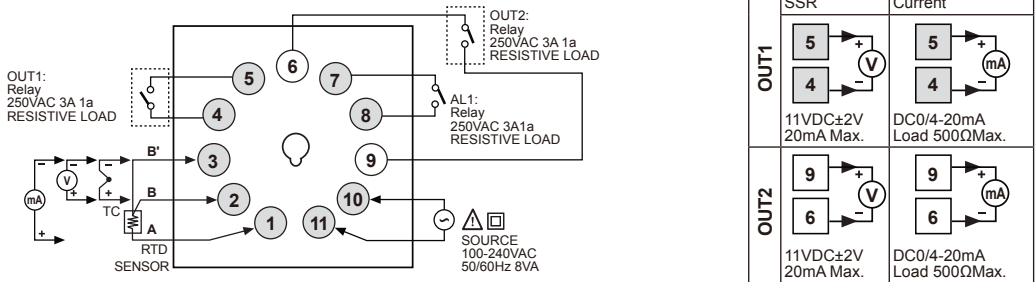 OUT1:
Relay
250VAC 3A 1a
RESISTIVE LOAD
OUT2:
Relay
250VAC 3A 1a
RESISTIVE LOAD
5
6
7
4
8
3
9
2
10
1
11
AL1:
Relay
250VAC 3A1a
RESISTIVE LOAD
B'
B
A
- - -
mA
V
+ +
+
TC
RTD
SENSOR
SOURCE
100-240VAC
50/60Hz 8VA
SSR Current
OUT1
5 + V
4 −
11VDC±2V
20mA Max.
5 + mA
4 −
DC0/4-20mA
Load 500ΩMax.
OUT2
9 + V
6 −
11VDC±2V
20mA Max.
9 + mA
6 −
DC0/4-20mA
Load 500ΩMax.